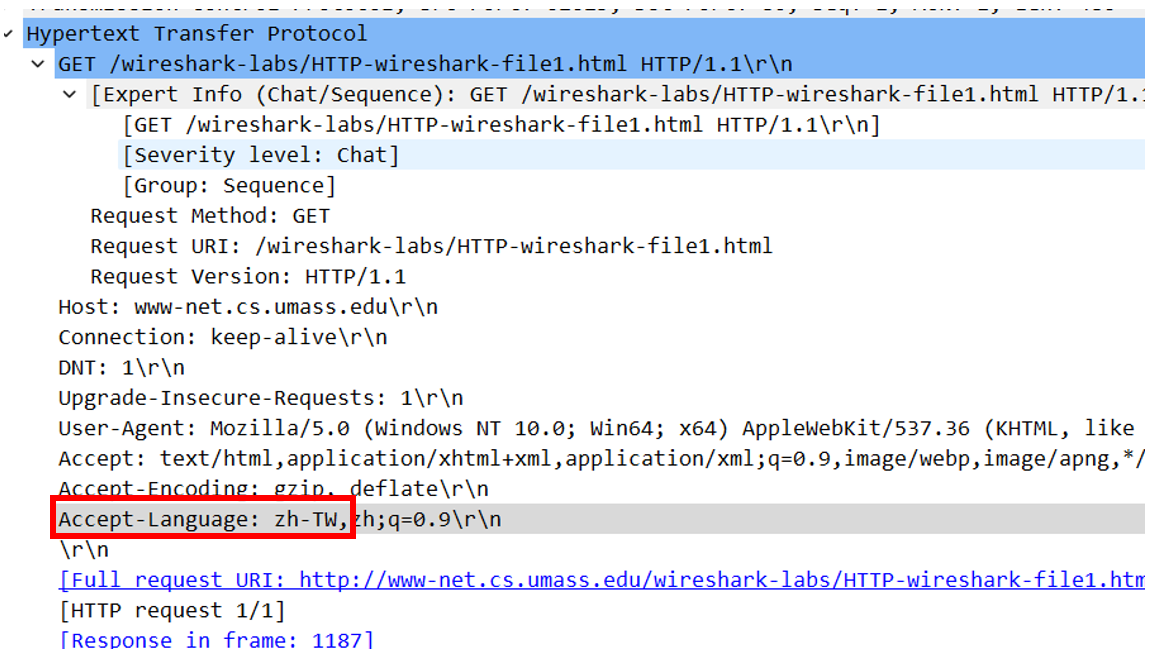 Hypertext Transfer Protocol
GET /wireshark-labs/HTTP-wireshark-file1.html HTTP/1.1\r\n
[Expert Info (Chat/Sequence): GET /wireshark-labs/HTTP-wireshark-file1.html HTTP/1.1
[GET /wireshark-labs/HTTP-wireshark-file1.html HTTP/1.1\r\n]
[Severity level: Chat]
[Group: Sequence]
Request Method: GET
Request URI: /wireshark-labs/HTTP-wireshark-file1.html
Request Version: HTTP/1.1
Host: www-net.cs.umass.edu\r\n
Connection: keep-alive\r\n
DNT: 1\r\n
Upgrade-Insecure-Requests: 1\r\n
User-Agent: Mozilla/5.0 (Windows NT 10.0; Win64; x64) AppleWebKit/537.36 (KHTML, like
Accept: text/html,application/xhtml+xml,application/xml;q=0.9,image/webp,image/apng,*/
Accept-Encoding: gzip, deflate\r\n
Accept-Language: zh-TW,zh;q=0.9\r\n
\r\n
[Full request URI: http://www-net.cs.umass.edu/wireshark-labs/HTTP-wireshark-file1.htm
[HTTP request 1/1]
[Response in frame: 1187]